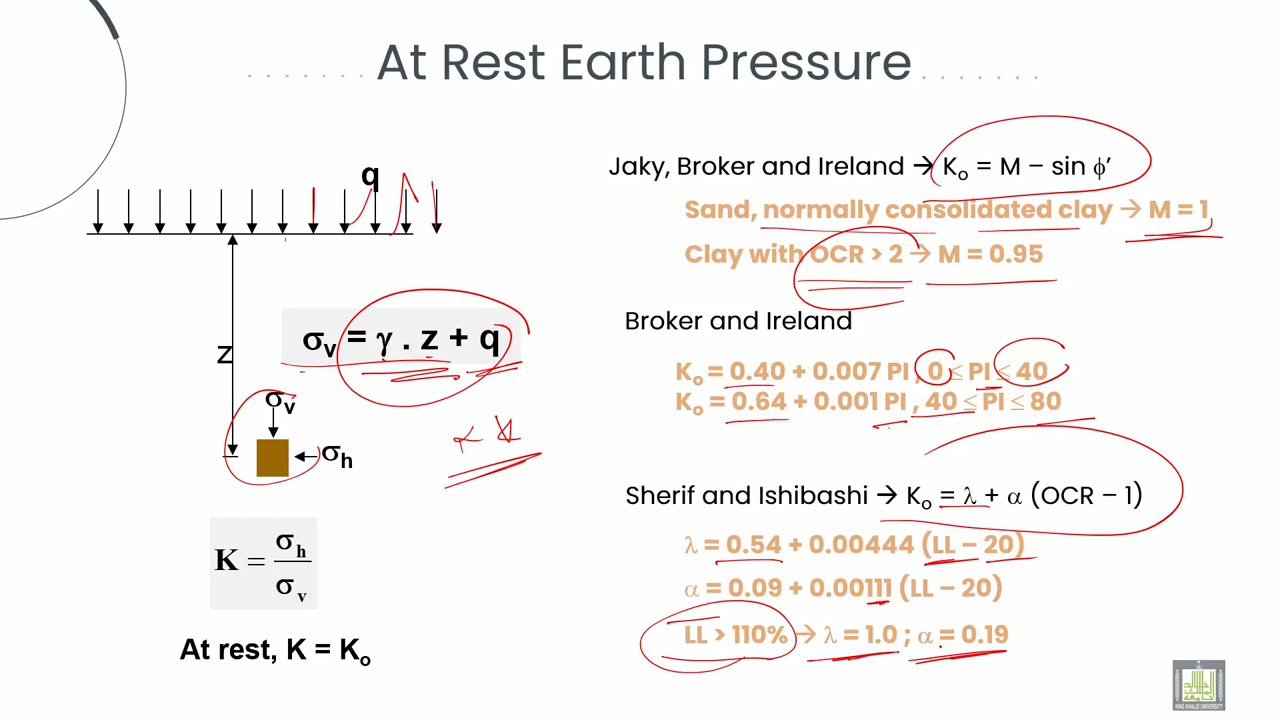 At Rest Earth Pressure
q
σv = γ . z + q
z
σv
σh
K = σh / σv
At rest, K = Ko
Jaky, Broker and Ireland → Ko = M – sin ϕ’
Sand, normally consolidated clay → M = 1
Clay with OCR > 2 → M = 0.95
Broker and Ireland
Ko = 0.40 + 0.007 PI , 0 ≤ PI ≤ 40
Ko = 0.64 + 0.001 PI , 40 ≤ PI ≤ 80
Sherif and Ishibashi → Ko = λ + α (OCR – 1)
λ = 0.54 + 0.00444 (LL – 20)
α = 0.09 + 0.00111 (LL – 20)
LL > 110% → λ = 1.0 ; α = 0.19
KING KHALID UNIVERSITY